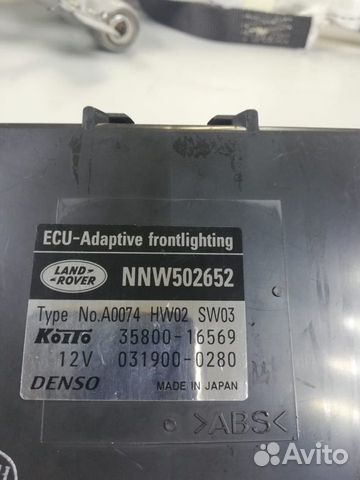 ECU-Adaptive frontlighting
LAND-ROVER NNW502652
Type No.A0074 HW02 SW03
KOITO 35800-16569
12V 031900-0280
DENSO MADE IN JAPAN
>ABS<
Avito